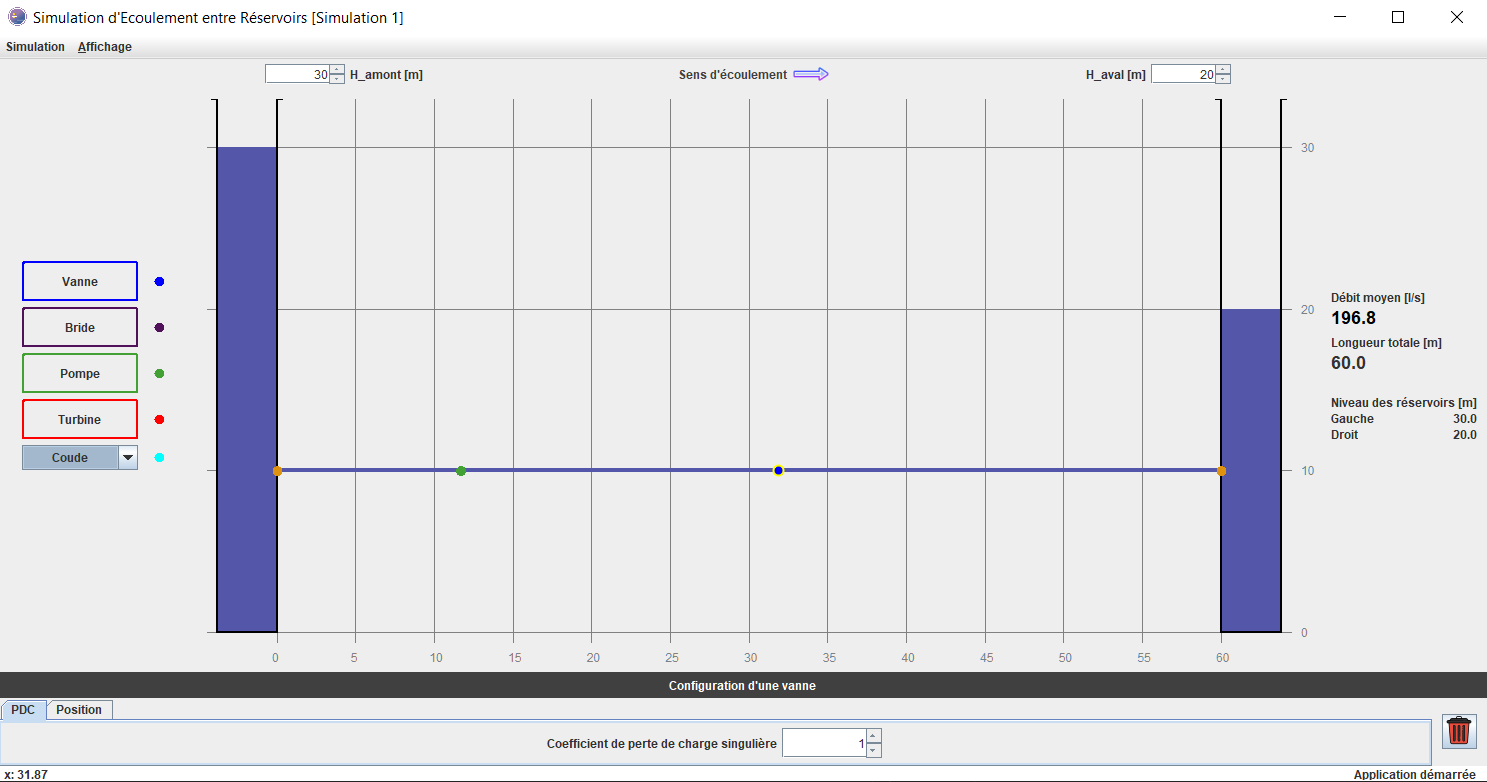 Simulation d'Ecoulement entre Réservoirs [Simulation 1]
Simulation Affichage
30 H_amont [m] Sens d'écoulement H_aval [m] 20
30
Vanne
20
Débit moyen [l/s]
196.8
Bride
Longueur totale [m]
60.0
Pompe
Niveau des réservoirs [m]
Gauche 30.0
Turbine
Droit 20.0
Coude
10
0
0 5 10 15 20 25 30 35 40 45 50 55 60
Configuration d'une vanne
PDC Position
Coefficient de perte de charge singulière 1
x: 31.87 Application démarrée